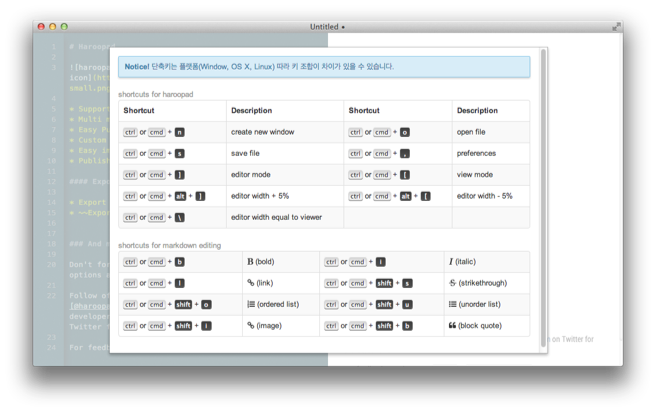 Untitled •
1 # Haroopad
2
3 ![haroopad
icon](
small.png
4
5 * Support
6 * Multi
7 * Easy Pu
8 * Custom
9 * Easy in
10 * Publish
11
12 #### Expo
13
14 * Export
15 * ~~Expor
16
17
18 ### And m
19
20 Don't for
options
21
22 Follow
[@Haroopa
develope
Twitter
23
24 For feed
Notice! 단축키는 플랫폼(Window, OS X, Linux) 따라 키 조합이 차이가 있을 수 있습니다.
shortcuts for haroopad
Shortcut Description Shortcut Description
ctrl or cmd + n create new window ctrl or cmd + o open file
ctrl or cmd + s save file ctrl or cmd + , preferences
ctrl or cmd + ] editor mode ctrl or cmd + [ view mode
ctrl or cmd + alt + ] editor width + 5% ctrl or cmd + alt + [ editor width - 5%
ctrl or cmd + \ editor width equal to viewer
shortcuts for markdown editing
ctrl or cmd + b B (bold) ctrl or cmd + i I (italic)
ctrl or cmd + l (link) ctrl or cmd + shift + s S (strikethrough)
ctrl or cmd + shift + o (ordered list) ctrl or cmd + shift + u (unorder list)
ctrl or cmd + shift + i (image) ctrl or cmd + shift + b (block quote)
on Twitter for